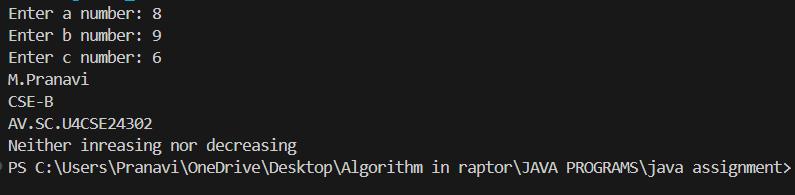 Enter a number: 8
Enter b number: 9
Enter c number: 6
M.Pranavi
CSE-B
AV.SC.U4CSE24302
Neither inreasing nor decreasing
PS C:\Users\Pranavi\OneDrive\Desktop\Algorithm in raptor\JAVA PROGRAMS\java assignment>